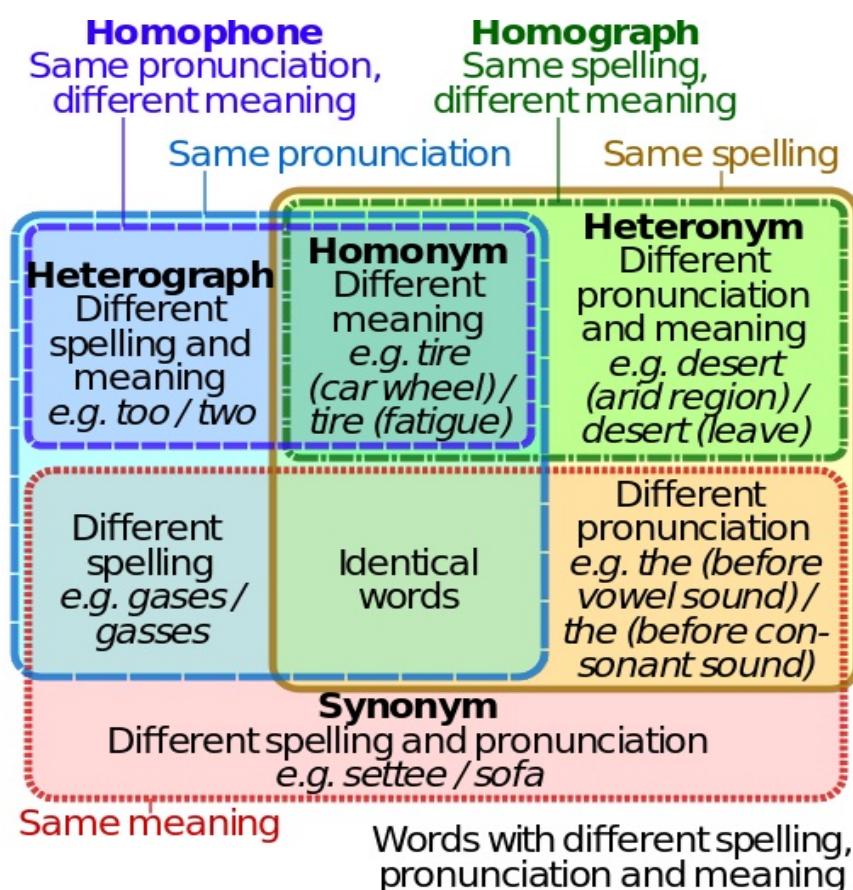 Homophone
Same pronunciation,
different meaning
Homograph
Same spelling,
different meaning
Same pronunciation
Same spelling
Heterograph
Different
spelling and
meaning
e.g. too / two
Homonym
Different
meaning
e.g. tire
(car wheel) /
tire (fatigue)
Heteronym
Different
pronunciation
and meaning
e.g. desert
(arid region) /
desert (leave)
Different
spelling
e.g. gases /
gasses
Identical
words
Different
pronunciation
e.g. the (before
vowel sound) /
the (before con-
sonant sound)
Synonym
Different spelling and pronunciation
e.g. settee / sofa
Same meaning
Words with different spelling,
pronunciation and meaning